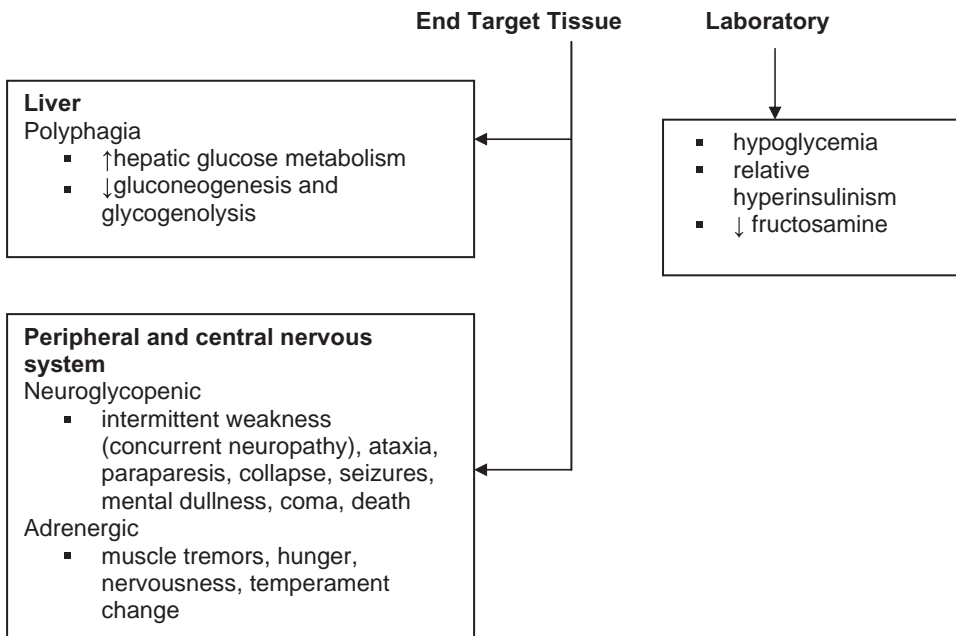 End Target Tissue
Laboratory
Liver
Polyphagia
▪ ↑hepatic glucose metabolism
▪ ↓gluconeogenesis and
glycogenolysis
▪ hypoglycemia
▪ relative
hyperinsulinism
▪ ↓ fructosamine
Peripheral and central nervous
system
Neuroglycopenic
▪ intermittent weakness
(concurrent neuropathy), ataxia,
paraparesis, collapse, seizures,
mental dullness, coma, death
Adrenergic
▪ muscle tremors, hunger,
nervousness, temperament
change